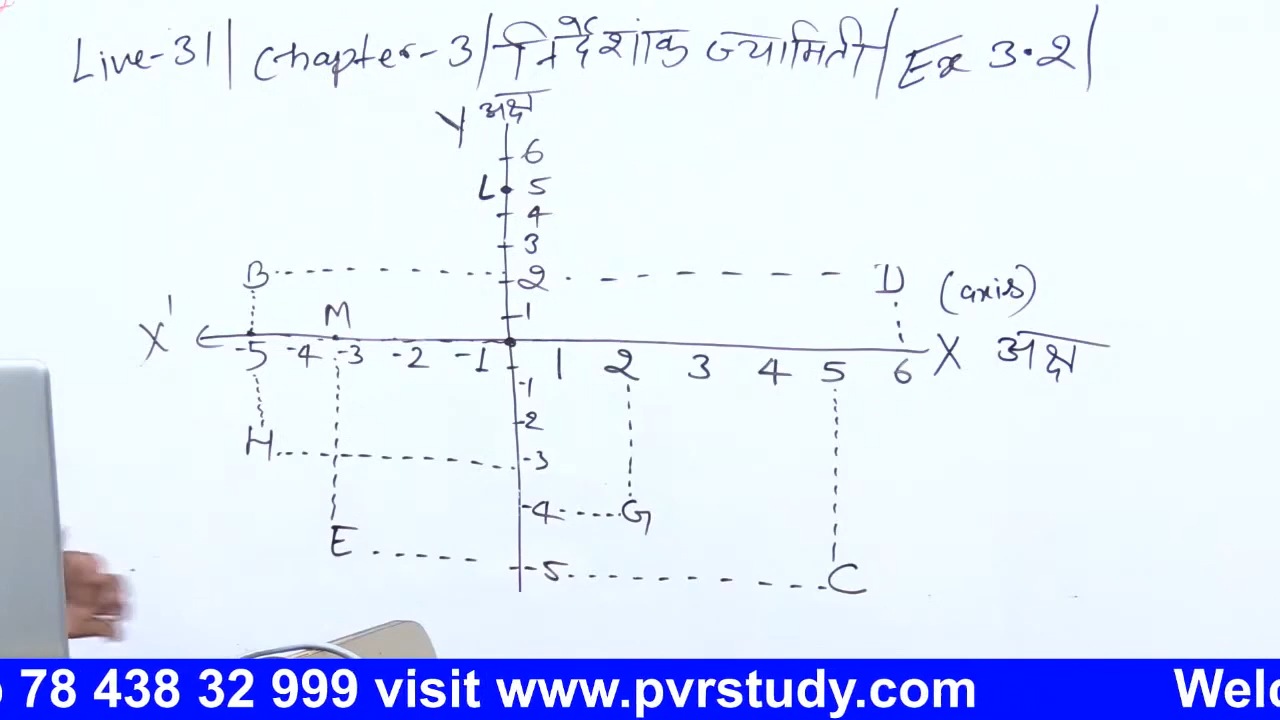 Live-31| Chapter-3| निर्देशांक ज्यामिती| Ex 3.2|
Y अक्ष
6
L 5
4
3
B 2 D
(axis)
M 1
X' -5 -4 -3 -2 -1 1 2 3 4 5 6 X अक्ष
-1
-2
H -3
-4 G
E
-5 C
78 438 32 999 visit www.pvrstudy.com